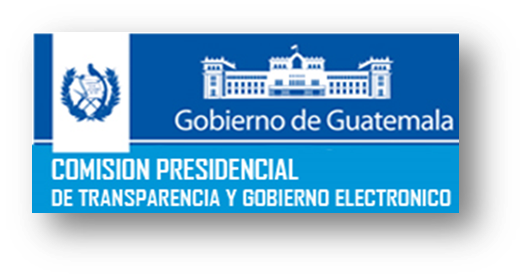 Gobierno de Guatemala
COMISION PRESIDENCIAL
DE TRANSPARENCIA Y GOBIERNO ELECTRONICO